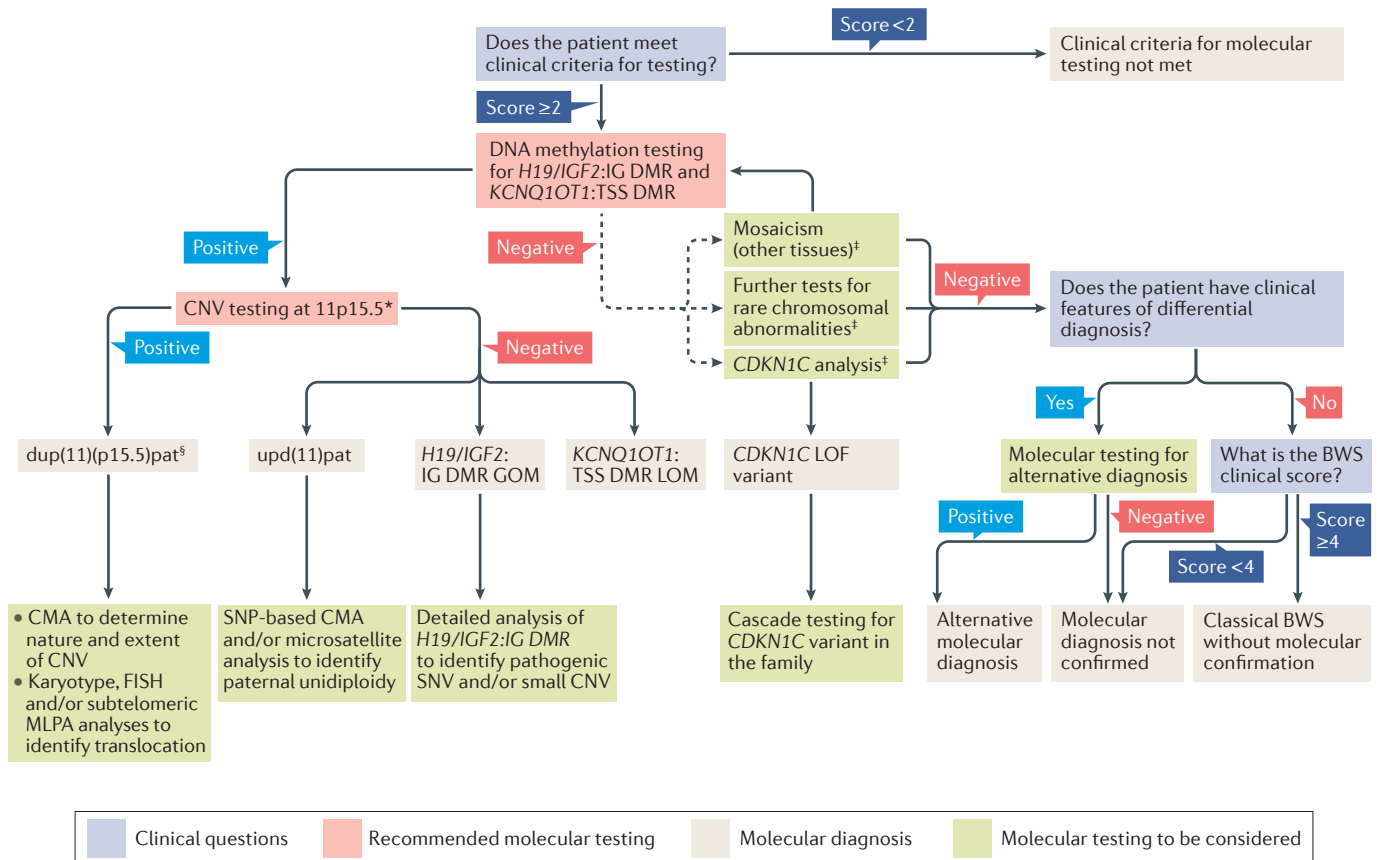 Does the patient meet
clinical criteria for testing?
Score <2
Clinical criteria for molecular
testing not met
Score ≥2
DNA methylation testing
for H19/IGF2:IG DMR and
KCNQ1OT1:TSS DMR
Positive
Negative
Mosaicism
(other tissues)‡
Further tests for
rare chromosomal
abnormalities‡
CDKN1C analysis‡
Negative
Does the patient have clinical
features of differential
diagnosis?
CNV testing at 11p15.5*
Positive
Negative
Yes
No
dup(11)(p15.5)pat§
upd(11)pat
H19/IGF2:
IG DMR GOM
KCNQ1OT1:
TSS DMR LOM
CDKN1C LOF
variant
Molecular testing for
alternative diagnosis
What is the BWS
clinical score?
Positive
Negative
Score <4
Score
≥4
• CMA to determine
nature and extent
of CNV
• Karyotype, FISH
and/or subtelomeric
MLPA analyses to
identify translocation
SNP-based CMA
and/or microsatellite
analysis to identify
paternal unidiploidy
Detailed analysis of
H19/IGF2:IG DMR
to identify pathogenic
SNV and/or small CNV
Cascade testing for
CDKN1C variant in
the family
Alternative
molecular
diagnosis
Molecular
diagnosis not
confirmed
Classical BWS
without molecular
confirmation
Clinical questions
Recommended molecular testing
Molecular diagnosis
Molecular testing to be considered